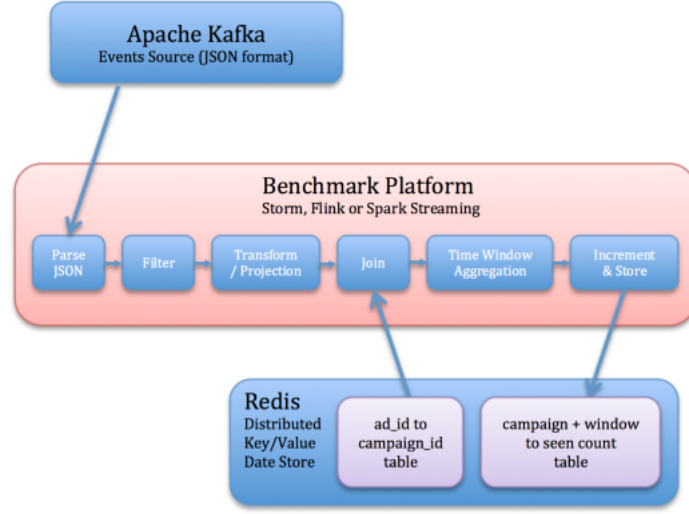 Apache Kafka
Events Source (JSON format)
Benchmark Platform
Storm, Flink or Spark Streaming
Parse
JSON
Filter
Transform
/ Projection
Join
Time Window
Aggregation
Increment
& Store
Redis
Distributed
Key/Value
Date Store
ad_id to
campaign_id
table
campaign + window
to seen count
table